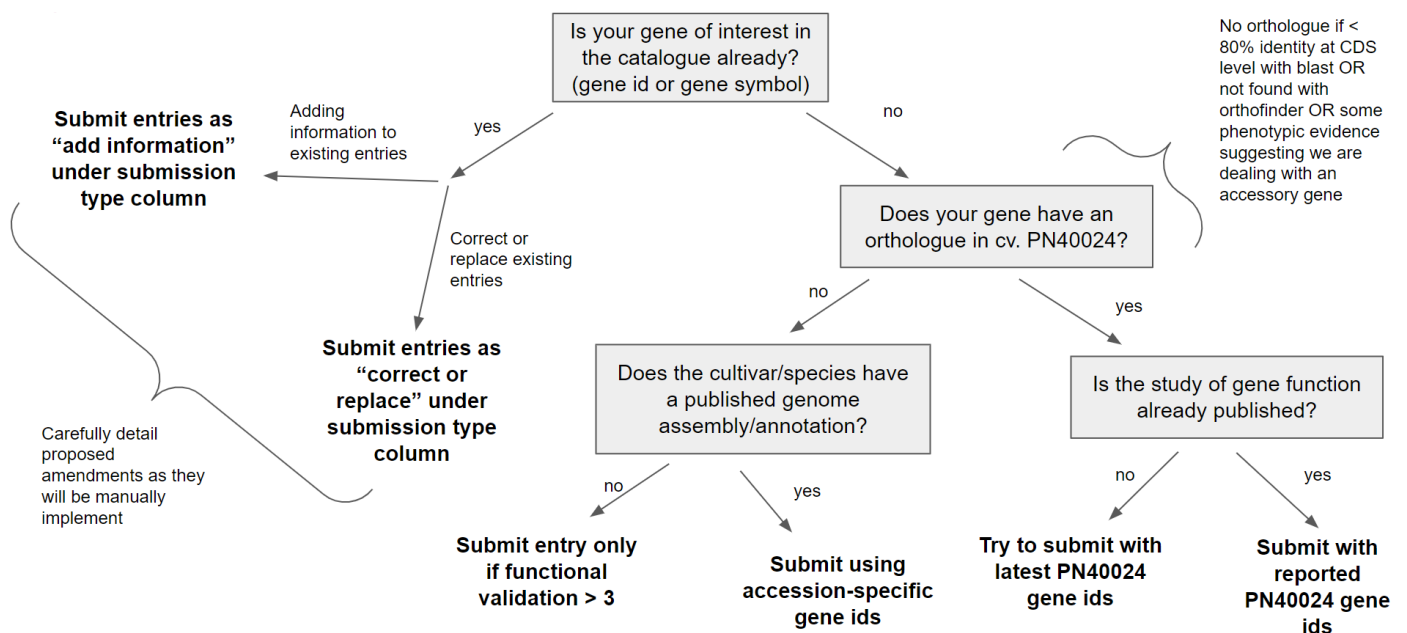 Is your gene of interest in
the catalogue already?
(gene id or gene symbol)
No orthologue if <
80% identity at CDS
level with blast OR
not found with
orthofinder OR some
phenotypic evidence
suggesting we are
dealing with an
accessory gene
yes
no
Adding
information to
existing entries
Submit entries as
“add information”
under submission
type column
Correct or
replace existing
entries
Submit entries as
“correct or
replace” under
submission type
column
Carefully detail
proposed
amendments as they
will be manually
implement
Does your gene have an
orthologue in cv. PN40024?
no
yes
Does the cultivar/species have
a published genome
assembly/annotation?
Is the study of gene function
already published?
no
yes
no
yes
Submit entry only
if functional
validation > 3
Submit using
accession-specific
gene ids
Try to submit with
latest PN40024
gene ids
Submit with
reported
PN40024 gene
ids